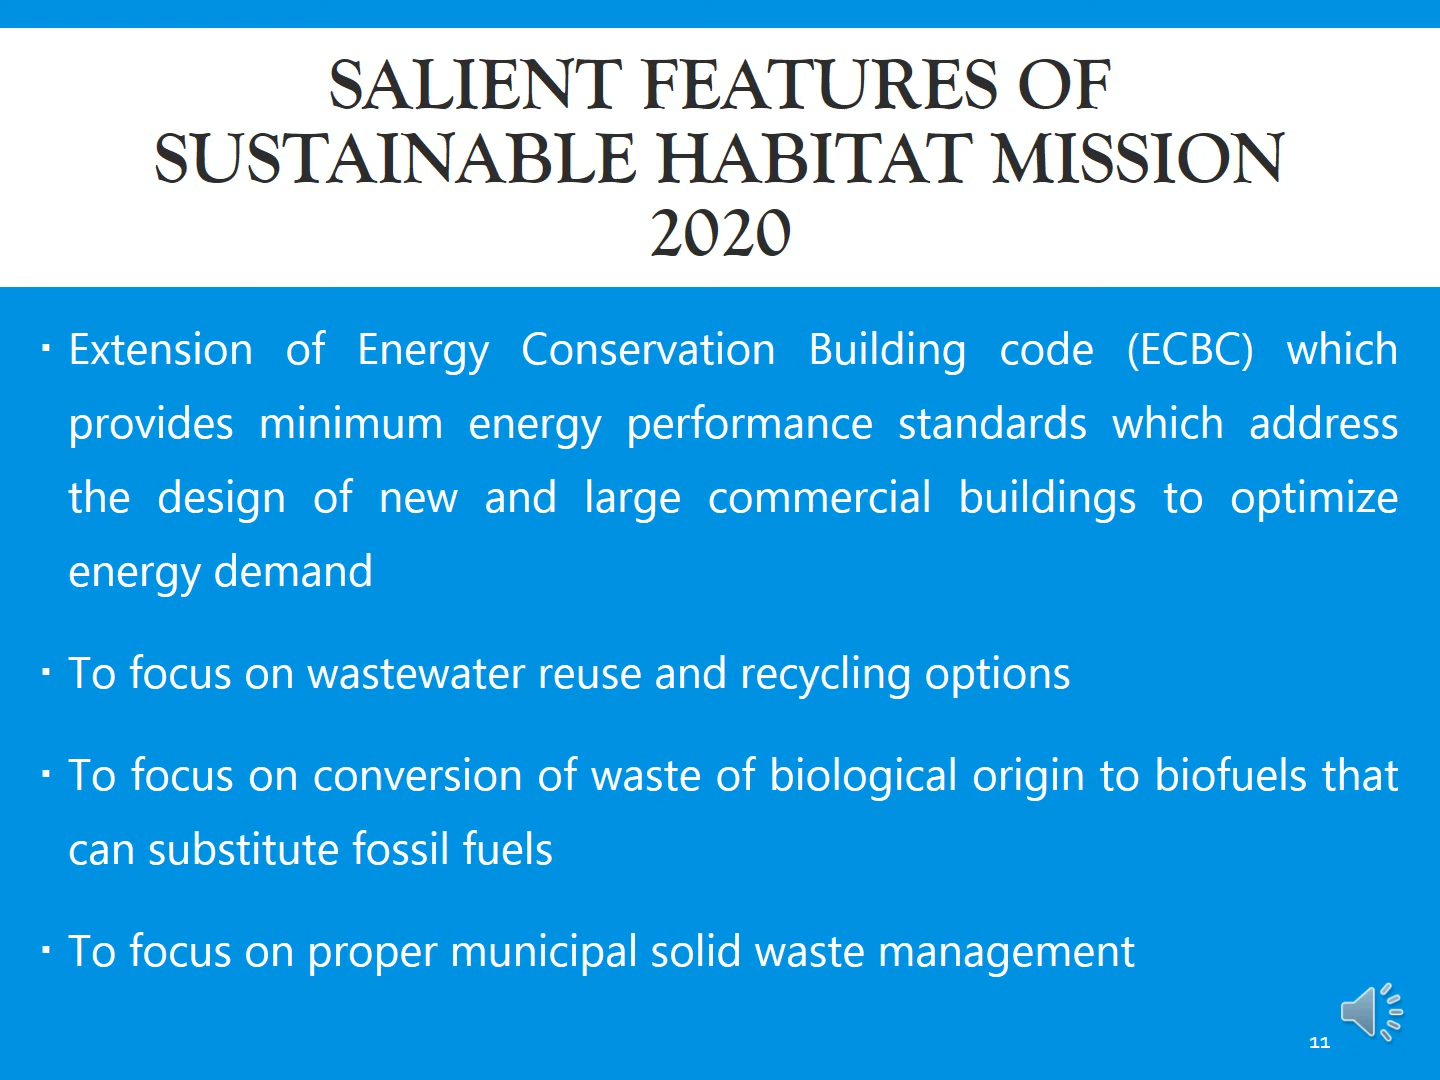 SALIENT FEATURES OF
SUSTAINABLE HABITAT MISSION
2020
▪ Extension of Energy Conservation Building code (ECBC) which
provides minimum energy performance standards which address
the design of new and large commercial buildings to optimize
energy demand
▪ To focus on wastewater reuse and recycling options
▪ To focus on conversion of waste of biological origin to biofuels that
can substitute fossil fuels
▪ To focus on proper municipal solid waste management
11